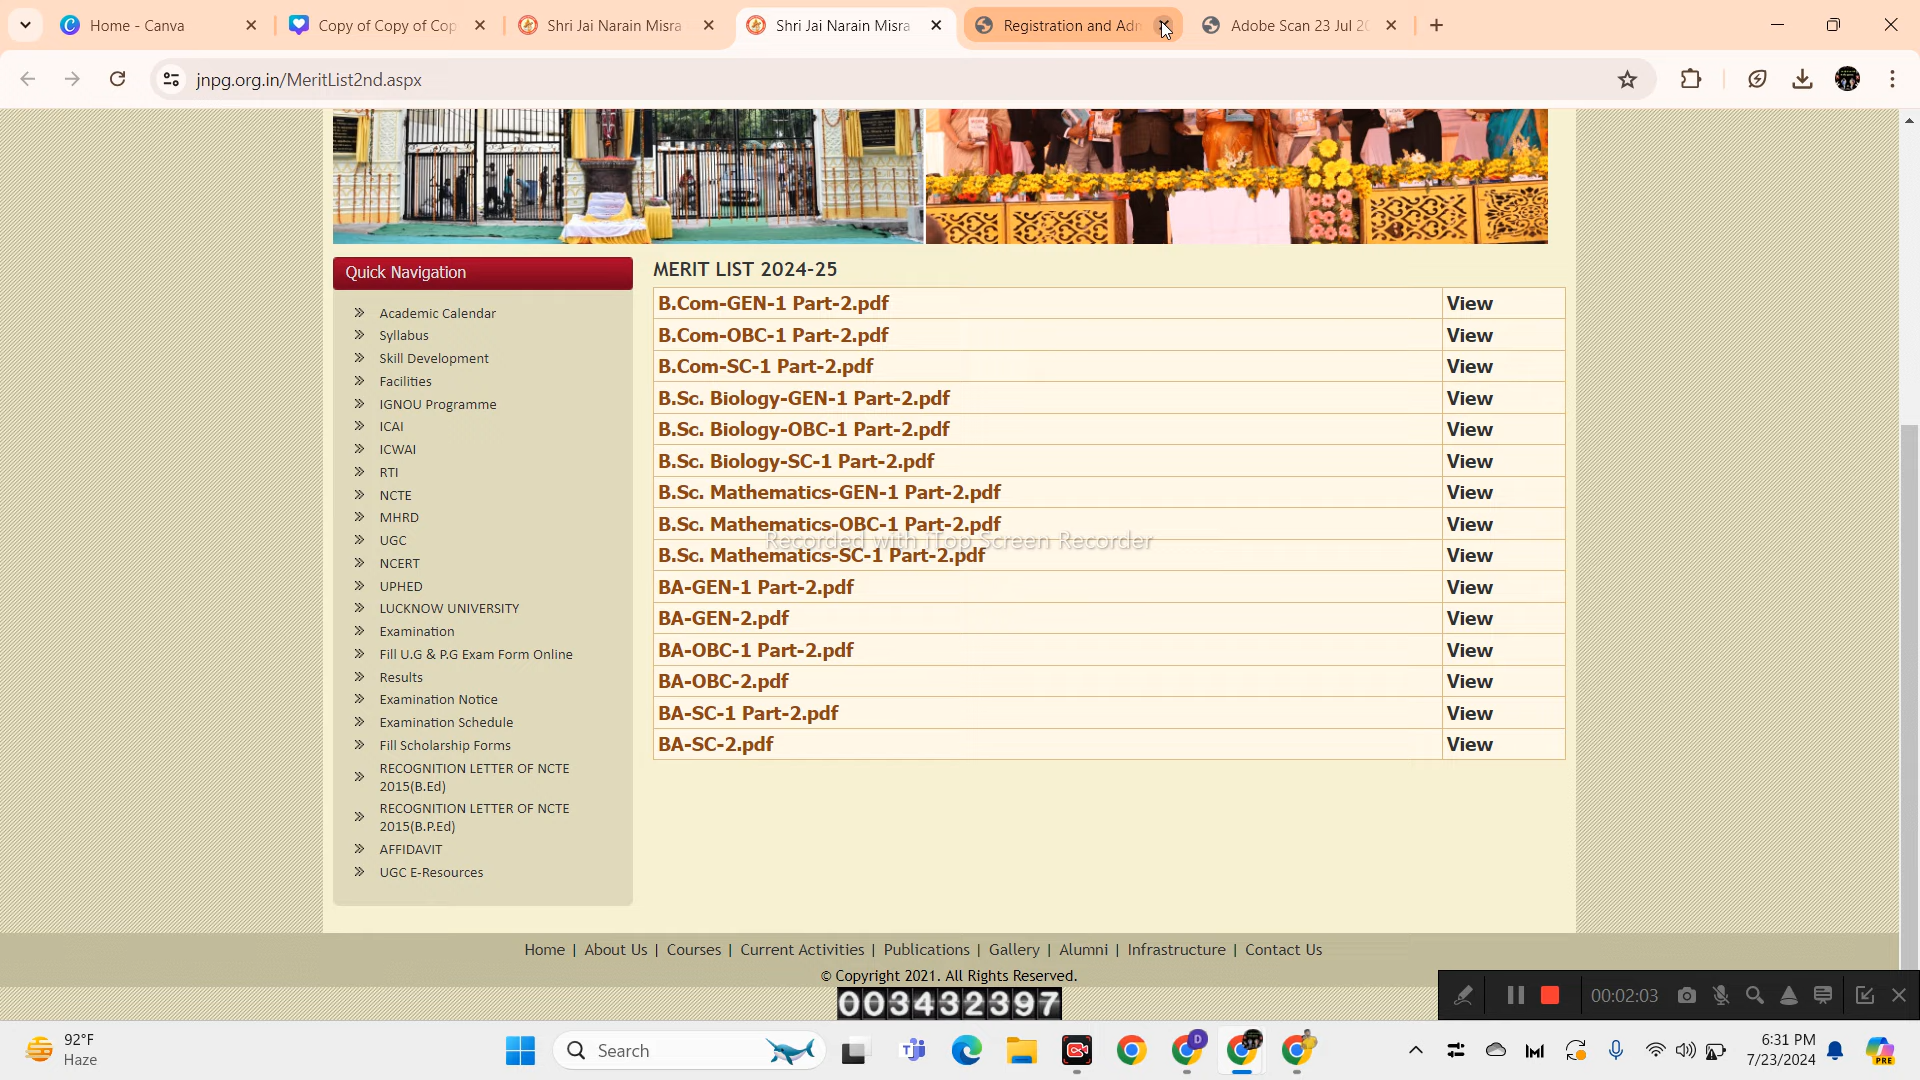 Home - Canva
Copy of Copy of Cop
Shri Jai Narain Misra
Shri Jai Narain Misra
Registration and Adm
Adobe Scan 23 Jul 20
jnpg.org.in/MeritList2nd.aspx
Quick Navigation
Academic Calendar
Syllabus
Skill Development
Facilities
IGNOU Programme
ICAI
ICWAI
RTI
NCTE
MHRD
UGC
NCERT
UPHED
LUCKNOW UNIVERSITY
Examination
Fill U.G & P.G Exam Form Online
Results
Examination Notice
Examination Schedule
Fill Scholarship Forms
RECOGNITION LETTER OF NCTE
2015(B.Ed)
RECOGNITION LETTER OF NCTE
2015(B.P.Ed)
AFFIDAVIT
UGC E-Resources
MERIT LIST 2024-25
B.Com-GEN-1 Part-2.pdf View
B.Com-OBC-1 Part-2.pdf View
B.Com-SC-1 Part-2.pdf View
B.Sc. Biology-GEN-1 Part-2.pdf View
B.Sc. Biology-OBC-1 Part-2.pdf View
B.Sc. Biology-SC-1 Part-2.pdf View
B.Sc. Mathematics-GEN-1 Part-2.pdf View
B.Sc. Mathematics-OBC-1 Part-2.pdf View
Recorded with iTop Screen Recorder
B.Sc. Mathematics-SC-1 Part-2.pdf View
BA-GEN-1 Part-2.pdf View
BA-GEN-2.pdf View
BA-OBC-1 Part-2.pdf View
BA-OBC-2.pdf View
BA-SC-1 Part-2.pdf View
BA-SC-2.pdf View
Home | About Us | Courses | Current Activities | Publications | Gallery | Alumni | Infrastructure | Contact Us
© Copyright 2021. All Rights Reserved.
003432397
00:02:03
92°F
Haze
Search
D
PRE
6:31 PM
7/23/2024